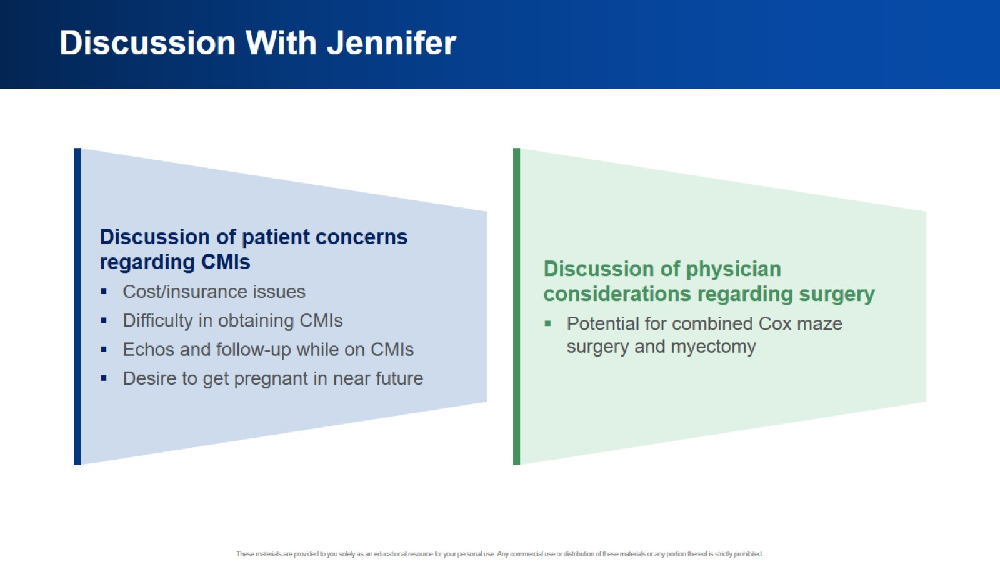 Discussion With Jennifer
Discussion of patient concerns
regarding CMIs
▪ Cost/insurance issues
▪ Difficulty in obtaining CMIs
▪ Echos and follow-up while on CMIs
▪ Desire to get pregnant in near future
Discussion of physician
considerations regarding surgery
▪ Potential for combined Cox maze
surgery and myectomy
These materials are provided to you solely as an educational resource for your personal use. Any commercial use or distribution of these materials or any portion thereof is strictly prohibited.